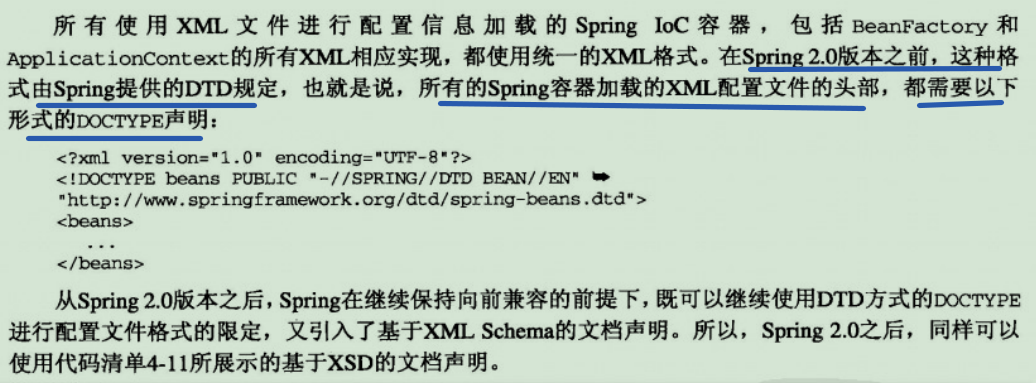 所有使用XML文件进行配置信息加载的Spring IoC容器，包括BeanFactory和
ApplicationContext的所有XML相应实现，都使用统一的XML格式。在Spring 2.0版本之前，这种格
式由Spring提供的DTD规定，也就是说，所有的Spring容器加载的XML配置文件的头部，都需要以下
形式的DOCTYPE声明：
<?xml version="1.0" encoding="UTF-8"?>
<!DOCTYPE beans PUBLIC "-//SPRING//DTD BEAN//EN" ➥
"http://www.springframework.org/dtd/spring-beans.dtd">
<beans>
...
</beans>
从Spring 2.0版本之后，Spring在继续保持向前兼容的前提下，既可以继续使用DTD方式的DOCTYPE
进行配置文件格式的限定，又引入了基于XML Schema的文档声明。所以，Spring 2.0之后，同样可以
使用代码清单4-11所展示的基于XSD的文档声明。